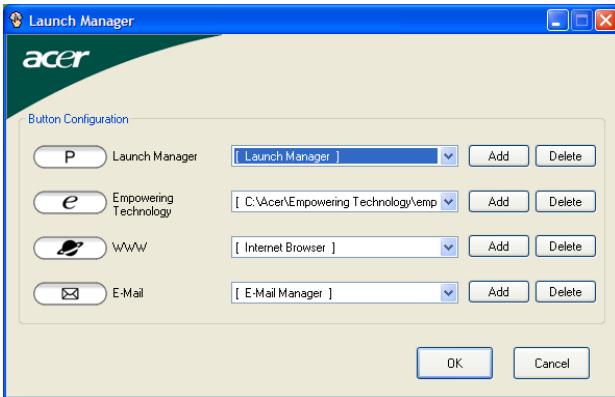 Launch Manager
acer
Button Configuration
P Launch Manager [ Launch Manager ] Add Delete
e Empowering Technology [ C:\Acer\Empowering Technology\emp Add Delete
WWW [ Internet Browser ] Add Delete
E-Mail [ E-Mail Manager ] Add Delete
OK Cancel